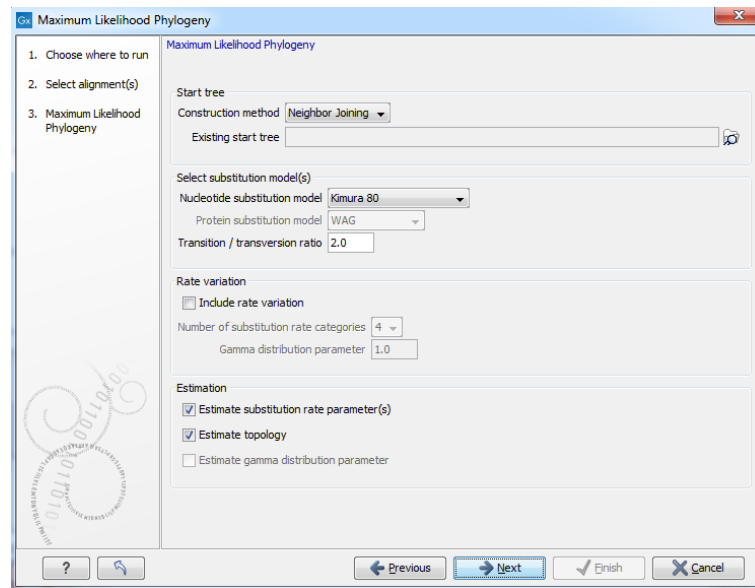 Gx Maximum Likelihood Phylogeny
1. Choose where to run
2. Select alignment(s)
3. Maximum Likelihood
Phylogeny
Maximum Likelihood Phylogeny
Start tree
Construction method Neighbor Joining
Existing start tree
Select substitution model(s)
Nucleotide substitution model Kimura 80
Protein substitution model WAG
Transition / transversion ratio 2.0
Rate variation
Include rate variation
Number of substitution rate categories 4
Gamma distribution parameter 1.0
Estimation
Estimate substitution rate parameter(s)
Estimate topology
Estimate gamma distribution parameter
? Previous Next Finish Cancel